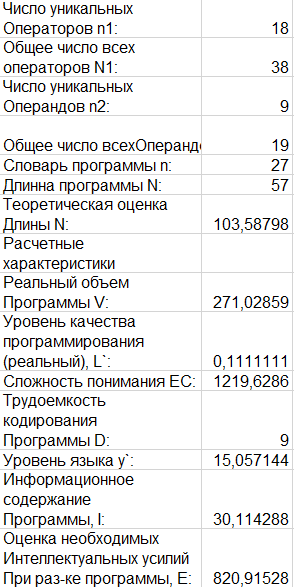 Число уникальных
Операторов n1: 18
Общее число всех
операторов N1: 38
Число уникальных
Операндов n2: 9
Общее число всехОперанд 19
Словарь программы n: 27
Длинна программы N: 57
Теоретическая оценка
Длины N: 103,58798
Расчетные
характеристики
Реальный объем
Программы V: 271,02859
Уровень качества
программирования
(реальный), L`: 0,1111111
Сложность понимания EC: 1219,6286
Трудоемкость
кодирования
Программы D: 9
Уровень языка y`: 15,057144
Информационное
содержание
Программы, I: 30,114288
Оценка необходимых
Интеллектуальных усилий
При раз-ке программы, E: 820,91528